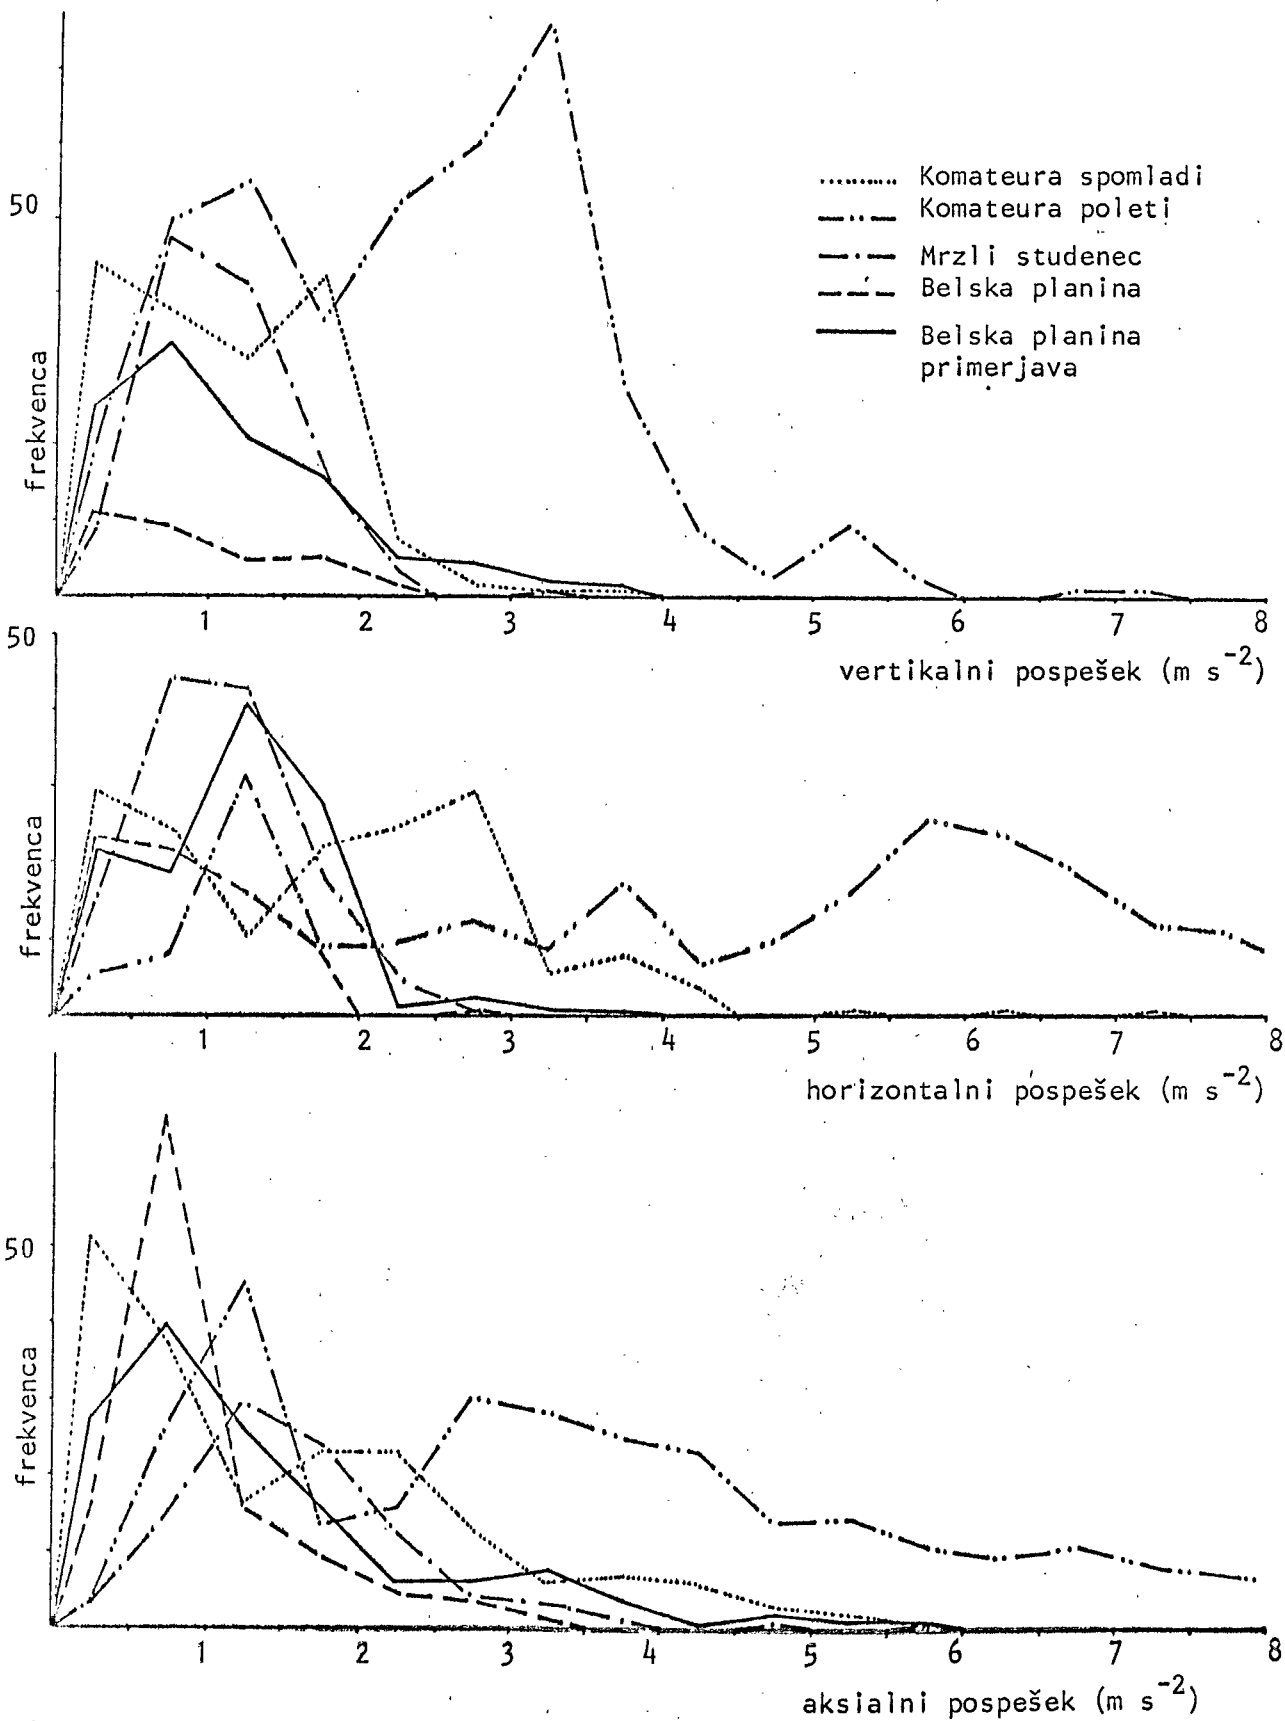 50
frekvenca
Komateura spomladi
Komateura poleti
Mrzli studenec
Belska planina
Belska planina
primerjava
1 2 3 4 5 6 7 8
vertikalni pospešek (m s⁻²)
50
frekvenca
1 2 3 4 5 6 7 8
horizontalni pospešek (m s⁻²)
50
frekvenca
1 2 3 4 5 6 7 8
aksialni pospešek (m s⁻²)